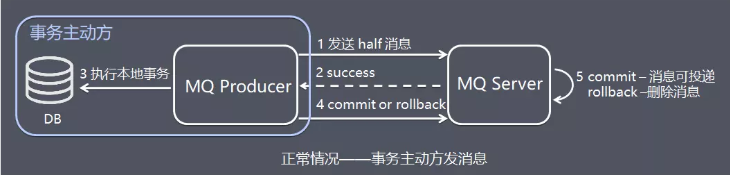 事务主动方
1 发送 half 消息
3 执行本地事务
MQ Producer
2 success
MQ Server
5 commit – 消息可投递
rollback –删除消息
4 commit or rollback
DB
正常情况——事务主动方发消息